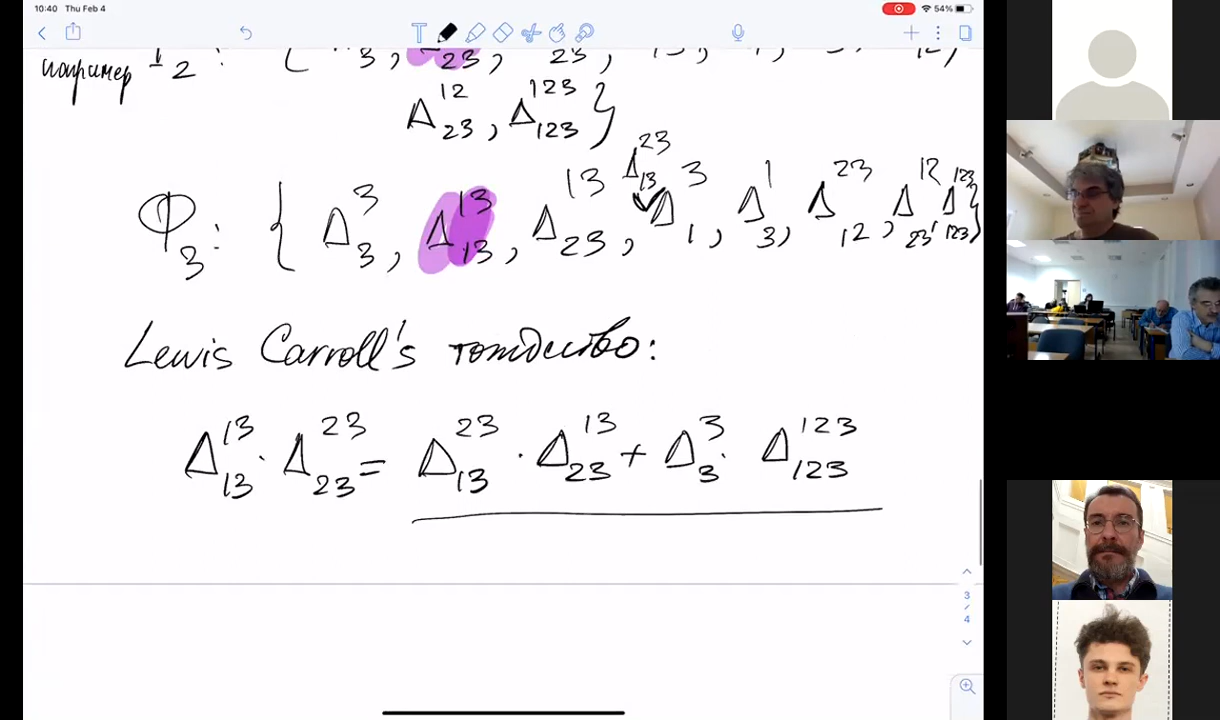 10:40 Thu Feb 4
54%
например
Δ^{12}_{23}, Δ^{123}_{123} }
Δ^{23}_{13}
Φ_3: { Δ^3_3, Δ^{13}_{13}, Δ^{13}_{23}, Δ^3_1, Δ^1_3, Δ^{23}_{12}, Δ^{12}_{23}, Δ^{123}_{123} }
Lewis Carroll's тождество:
Δ^{13}_{13} · Δ^{23}_{23} = Δ^{23}_{13} · Δ^{13}_{23} + Δ^3_3 · Δ^{123}_{123}
3
/
4